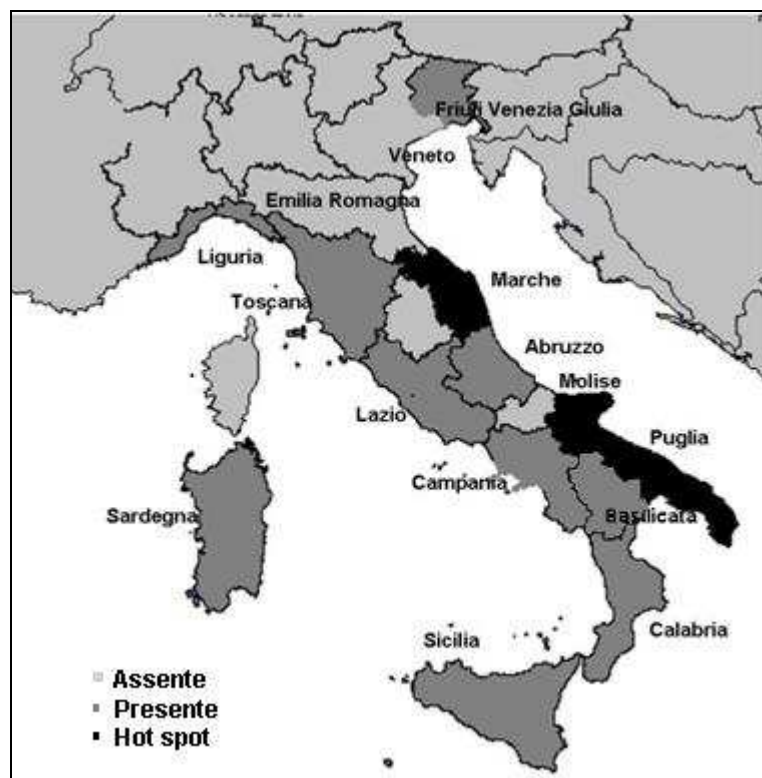 Friuli Venezia Giulia
Veneto
Emilia Romagna
Liguria
Marche
Toscana
Abruzzo
Molise
Lazio
Puglia
Campania
Basilicata
Sardegna
Calabria
Sicilia
Assente
Presente
Hot spot